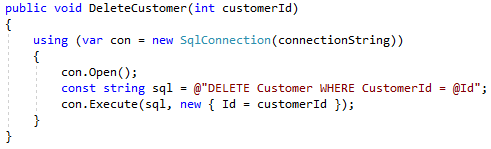 public void DeleteCustomer(int customerId)
{
    using (var con = new SqlConnection(connectionString))
    {
        con.Open();
        const string sql = @"DELETE Customer WHERE CustomerId = @Id";
        con.Execute(sql, new { Id = customerId });
    }
}